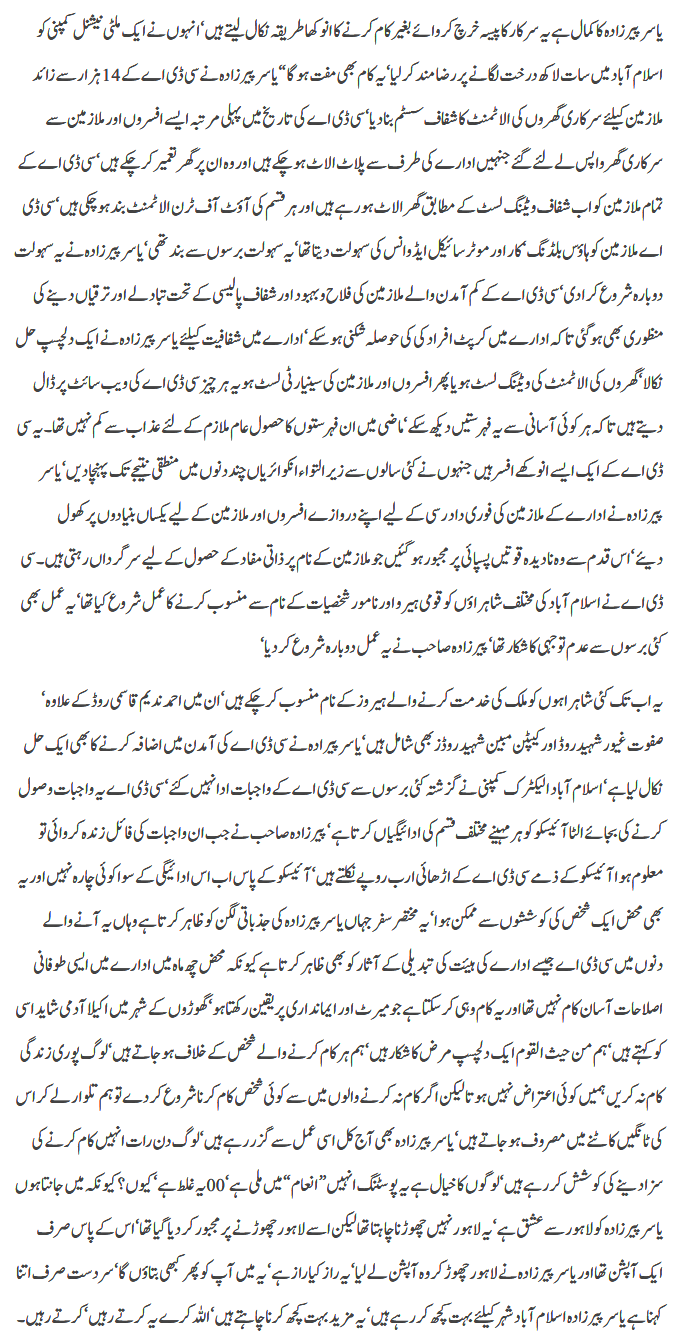 یاسر پیرزادہ کا کمال ہے یہ سرکار کا پیسہ خرچ کروائے بغیر کام کرنے کا انوکھا طریقہ نکال لیتے ہیں‘ انہوں نے ایک ملٹی نیشنل کمپنی کو
اسلام آباد میں سات لاکھ درخت لگانے پر رضا مند کر لیا‘ یہ کام بھی مفت ہو گا‘‘ یاسر پیرزادہ نے سی ڈی اے کے 14 ہزار سے زائد
ملازمین کیلئے سرکاری گھروں کی الاٹمنٹ کا شفاف سسٹم بنا دیا‘ سی ڈی اے کی تاریخ میں پہلی مرتبہ ایسے افسروں اور ملازمین سے
سرکاری گھر واپس لے لئے گئے جنہیں ادارے کی طرف سے پلاٹ الاٹ ہو چکے ہیں اور وہ ان پر گھر تعمیر کر چکے ہیں‘ سی ڈی اے کے
تمام ملازمین کو اب شفاف ویٹنگ لسٹ کے مطابق گھر الاٹ ہو رہے ہیں اور ہر قسم کی آؤٹ آف ٹرن الاٹمنٹ بند ہو چکی ہیں‘ سی ڈی
اے ملازمین کو ہاؤس بلڈنگ‘ کار اور موٹر سائیکل ایڈوانس کی سہولت دیتا تھا‘ یہ سہولت برسوں سے بند تھی‘ یاسر پیرزادہ نے یہ سہولت
دوبارہ شروع کرا دی‘ سی ڈی اے کے کم آمدن والے ملازمین کی فلاح و بہبود اور شفاف پالیسی کے تحت تبادلے اور ترقیاں دینے کی
منظوری بھی ہو گئی تاکہ ادارے میں کرپٹ افراد کی کی حوصلہ شکنی ہو سکے‘ ادارے میں شفافیت کیلئے یاسر پیرزادہ نے ایک دلچسپ حل
نکالا‘ گھروں کی الاٹمنٹ کی ویٹنگ لسٹ ہو یا پھر افسروں اور ملازمین کی سینیارٹی لسٹ ہو یہ ہر چیز سی ڈی اے کی ویب سائٹ پر ڈال
دیتے ہیں تاکہ ہر کوئی آسانی سے یہ فہرستیں دیکھ سکے‘ ماضی میں ان فہرستوں کا حصول عام ملازم کے لئے عذاب سے کم نہیں تھا۔ یہ سی
ڈی اے کے ایک ایسے انوکھے افسر ہیں جنہوں نے کئی سالوں سے زیر التواء انکوائریاں چند دنوں میں منطقی نتیجے تک پہنچا دیں‘ یاسر
پیرزادہ نے ادارے کے ملازمین کی فوری داد رسی کے لیے اپنے دروازے افسروں اور ملازمین کے لیے یکساں بنیادوں پر کھول
دیئے‘ اس قدم سے وہ نادیدہ قوتیں پسپائی پر مجبور ہو گئیں جو ملازمین کے نام پر ذاتی مفاد کے حصول کے لیے سرگرداں رہتی ہیں۔ سی
ڈی اے نے اسلام آباد کی مختلف شاہراؤں کو قومی ہیرو اور نامور شخصیات کے نام سے منسوب کرنے کا عمل شروع کیا تھا‘ یہ عمل بھی
کئی برسوں سے عدم توجہی کا شکار تھا‘ پیرزادہ صاحب نے یہ عمل دوبارہ شروع کر دیا‘
یہ اب تک کئی شاہراہوں کو ملک کی خدمت کرنے والے ہیروز کے نام منسوب کر چکے ہیں‘ ان میں احمد ندیم قاسمی روڈ کے علاوہ‘
صفوت غیور شہید روڈ اور کیپٹن مبین شہید روڈز بھی شامل ہیں‘ یاسر پیرزادہ نے سی ڈی اے کی آمدن میں اضافہ کرنے کا بھی ایک حل
نکال لیا ہے‘ اسلام آباد الیکٹرک کمپنی نے گزشتہ کئی برسوں سے سی ڈی اے کے واجبات ادا نہیں کئے‘ سی ڈی اے یہ واجبات وصول
کرنے کی بجائے الٹا آئیسکو کو ہر مہینے مختلف قسم کی ادائیگیاں کرتا ہے‘ پیرزادہ صاحب نے جب ان واجبات کی فائل زندہ کروائی تو
معلوم ہوا آئیسکو کے ذمے سی ڈی اے کے اڑھائی ارب روپے نکلتے ہیں‘ آئیسکو کے پاس اب اس ادائیگی کے سوا کوئی چارہ نہیں اور یہ
بھی محض ایک شخص کی کوششوں سے ممکن ہوا‘ یہ مختصر سفر جہاں یاسر پیرزادہ کی جذباتی لگن کو ظاہر کرتا ہے وہاں یہ آنے والے
دنوں میں سی ڈی اے جیسے ادارے کی ہیئت کی تبدیلی کے آثار کو بھی ظاہر کرتا ہے کیونکہ محض چھ ماہ میں ادارے میں ایسی طوفانی
اصلاحات آسان کام نہیں تھا اور یہ کام وہی کر سکتا ہے جو میرٹ اور ایمانداری پر یقین رکھتا ہو‘ گھوڑوں کے شہر میں اکیلا آدمی شاید اسی
کو کہتے ہیں‘ ہم من حیث القوم ایک دلچسپ مرض کا شکار ہیں‘ ہم ہر کام کرنے والے شخص کے خلاف ہو جاتے ہیں‘ لوگ پوری زندگی
کام نہ کریں ہمیں کوئی اعتراض نہیں ہوتا لیکن اگر کام نہ کرنے والوں میں سے کوئی شخص کام کرنا شروع کر دے تو ہم تلوار لے کر اس
کی ٹانگیں کاٹنے میں مصروف ہو جاتے ہیں‘ یاسر پیرزادہ بھی آج کل اسی عمل سے گزر رہے ہیں‘ لوگ دن رات انہیں کام کرنے کی
سزا دینے کی کوشش کر رہے ہیں‘ لوگوں کا خیال ہے یہ پوسٹنگ انہیں ’’انعام‘‘ میں ملی ہے‘ 00یہ غلط ہے‘ کیوں؟ کیونکہ میں جانتا ہوں
یاسر پیرزادہ کو لاہور سے عشق ہے‘ یہ لاہور نہیں چھوڑنا چاہتا تھا لیکن اسے لاہور چھوڑنے پر مجبور کر دیا گیا تھا‘ اس کے پاس صرف
ایک آپشن تھا اور یاسر پیرزادہ نے لاہور چھوڑ کر وہ آپشن لے لیا‘ یہ راز کیا راز ہے‘ یہ میں آپ کو پھر کبھی بتاؤں گا‘ سردست صرف اتنا
کہنا ہے یاسر پیرزادہ اسلام آباد شہر کیلئے بہت کچھ کر رہے ہیں‘ یہ مزید بہت کچھ کرنا چاہتے ہیں‘ اللہ کرے یہ کرتے رہیں‘ کرتے رہیں۔